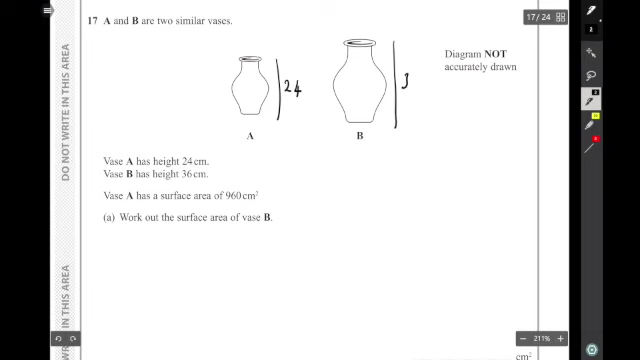 17/24
17 A and B are two similar vases.
Diagram NOT
accurately drawn
24
3
A
B
Vase A has height 24 cm.
Vase B has height 36 cm.
Vase A has a surface area of 960 cm²
(a) Work out the surface area of vase B.
DO NOT WRITE IN THIS AREA
TE IN THIS AREA
211%
cm²